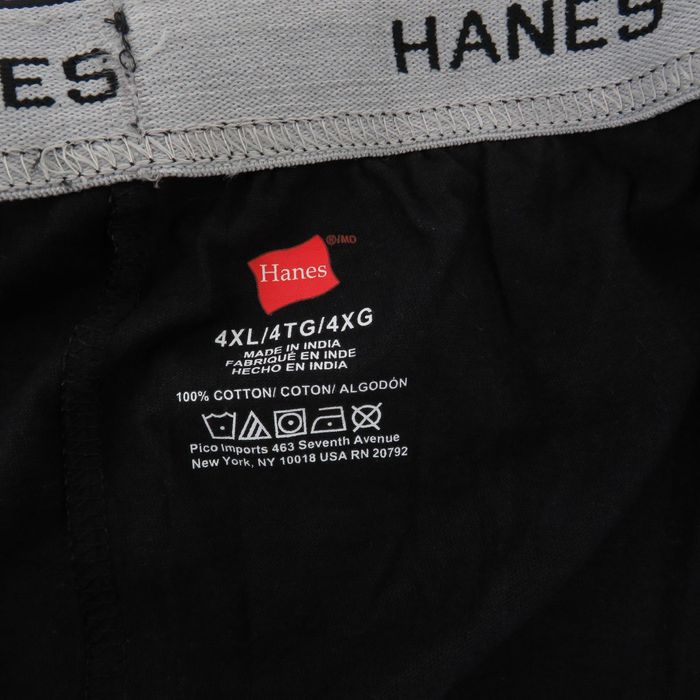 ES
HANES
®/MD
Hanes
4XL/4TG/4XG
MADE IN INDIA
FABRIQUÉ EN INDE
HECHO EN INDIA
100% COTTON/ COTON/ ALGODÓN
Pico Imports 463 Seventh Avenue
New York, NY 10018 USA RN 20792